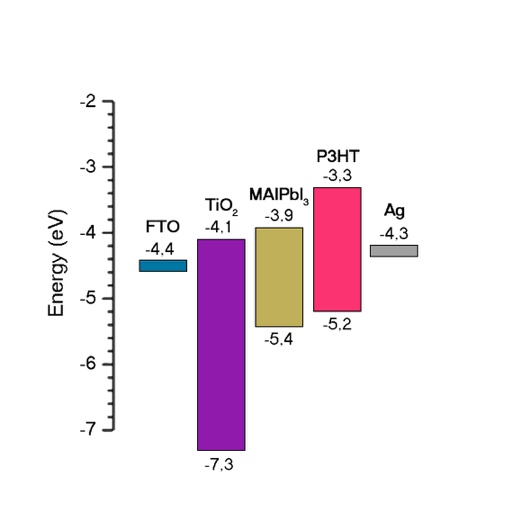 Energy (eV)
-2
-3
-4
-5
-6
-7
FTO
-4,4
TiO₂
-4,1
-7,3
MAIPbI₃
-3,9
-5,4
P3HT
-3,3
-5,2
Ag
-4,3